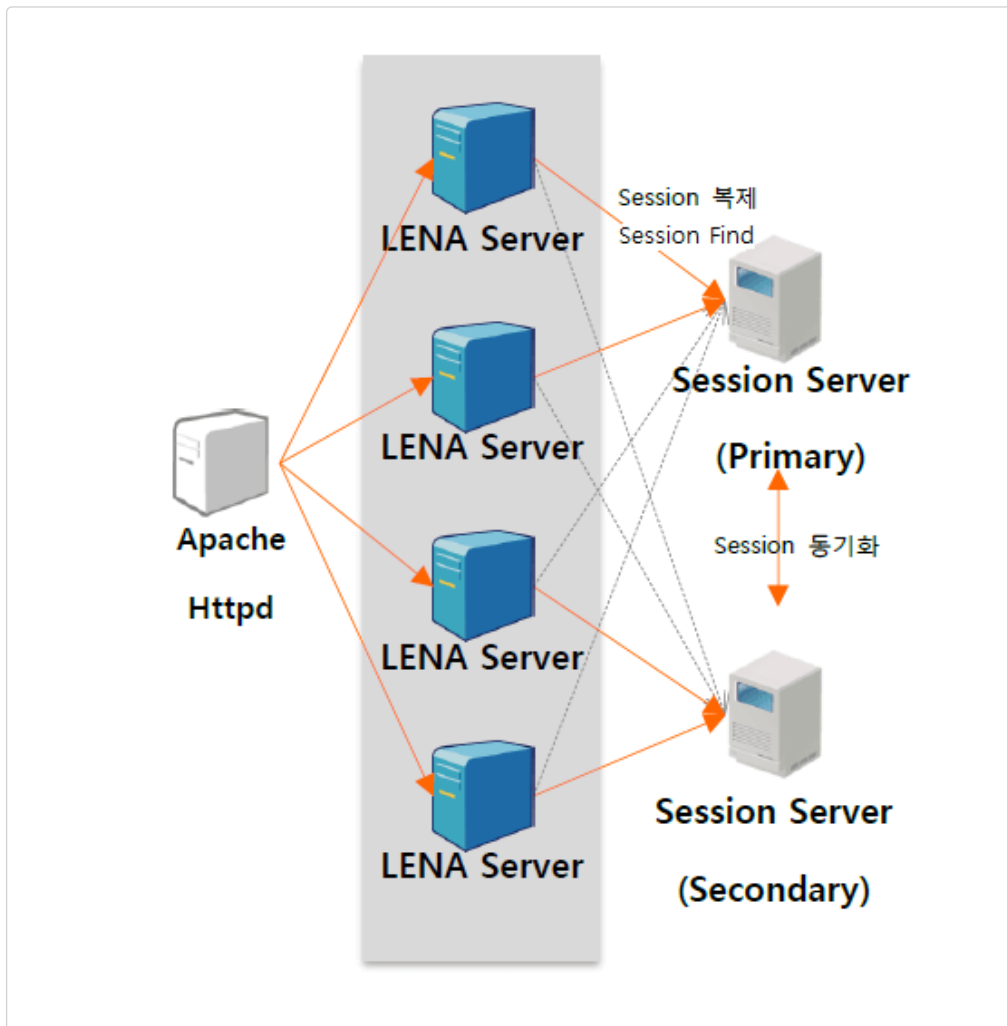 LENA Server
Session 복제
Session Find
Session Server
(Primary)
LENA Server
Apache
Httpd
Session 동기화
LENA Server
Session Server
(Secondary)
LENA Server